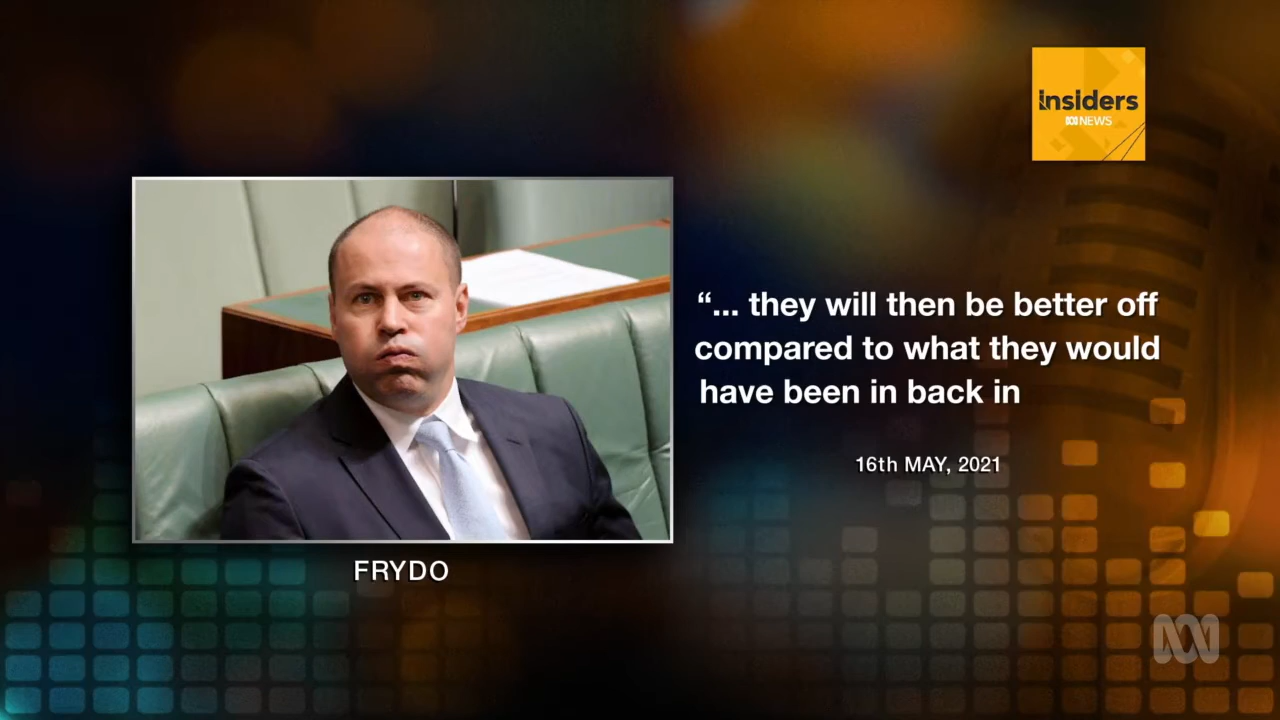 insiders
ABC NEWS
“... they will then be better off
compared to what they would
have been in back in
16th MAY, 2021
FRYDO